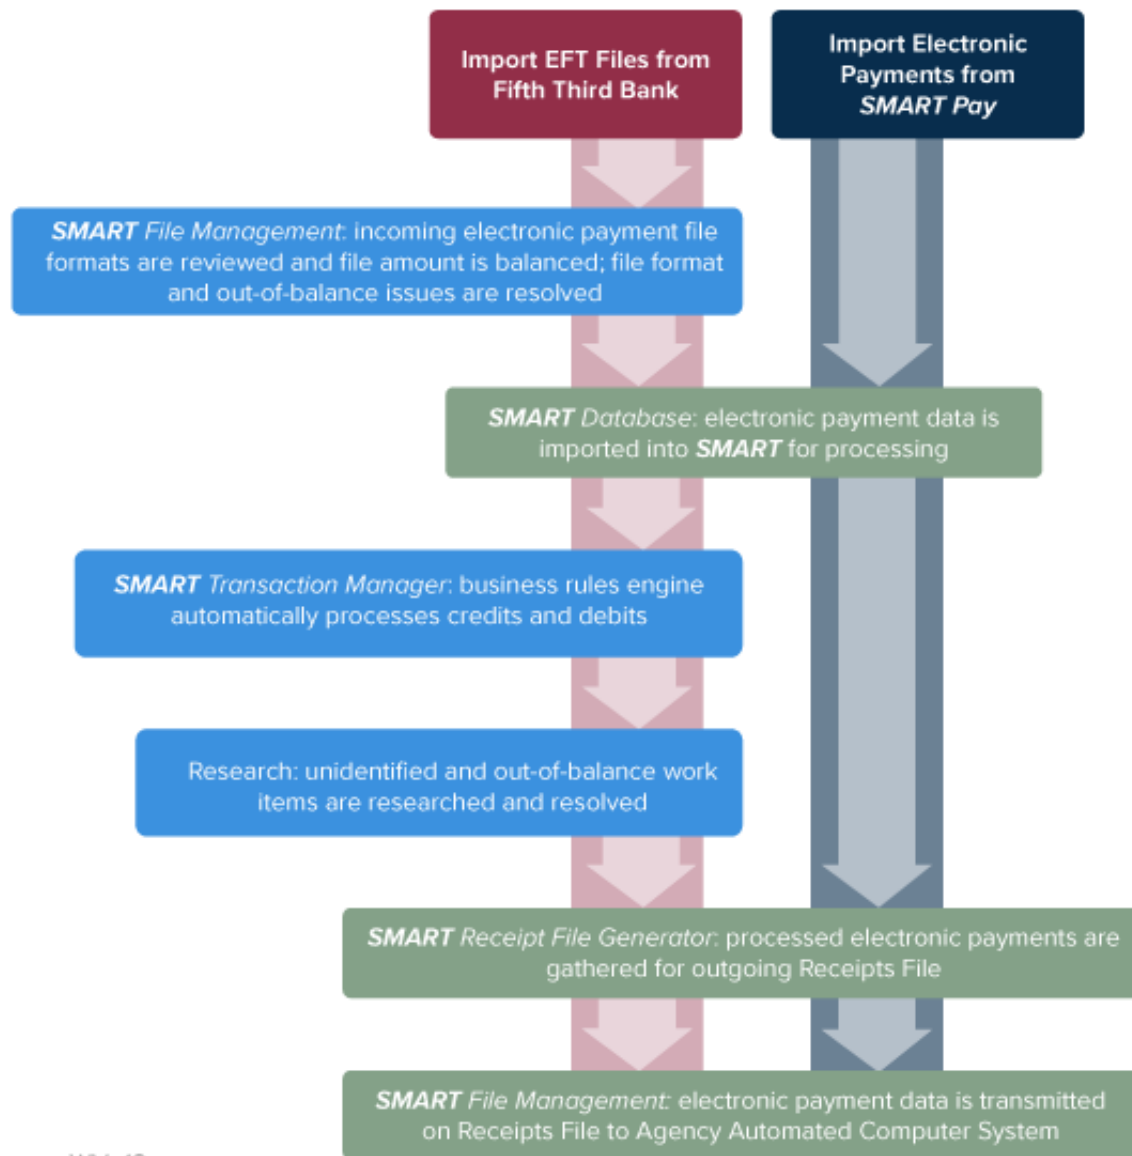 Import EFT Files from
Fifth Third Bank
Import Electronic
Payments from
SMART Pay
SMART File Management: incoming electronic payment file
formats are reviewed and file amount is balanced; file format
and out-of-balance issues are resolved
SMART Database: electronic payment data is
imported into SMART for processing
SMART Transaction Manager: business rules engine
automatically processes credits and debits
Research: unidentified and out-of-balance work
items are researched and resolved
SMART Receipt File Generator: processed electronic payments are
gathered for outgoing Receipts File
SMART File Management: electronic payment data is transmitted
on Receipts File to Agency Automated Computer System